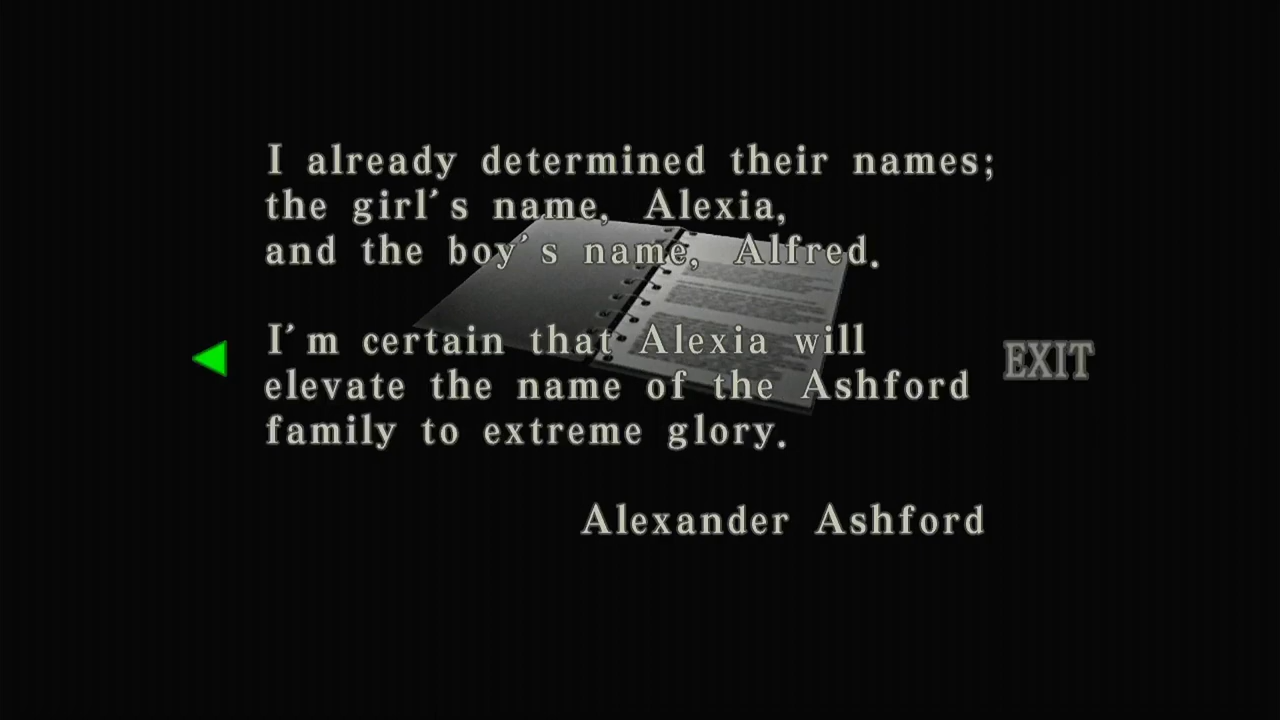 I already determined their names;
the girl's name, Alexia,
and the boy's name, Alfred.
I'm certain that Alexia will
elevate the name of the Ashford
family to extreme glory.
Alexander Ashford
EXIT